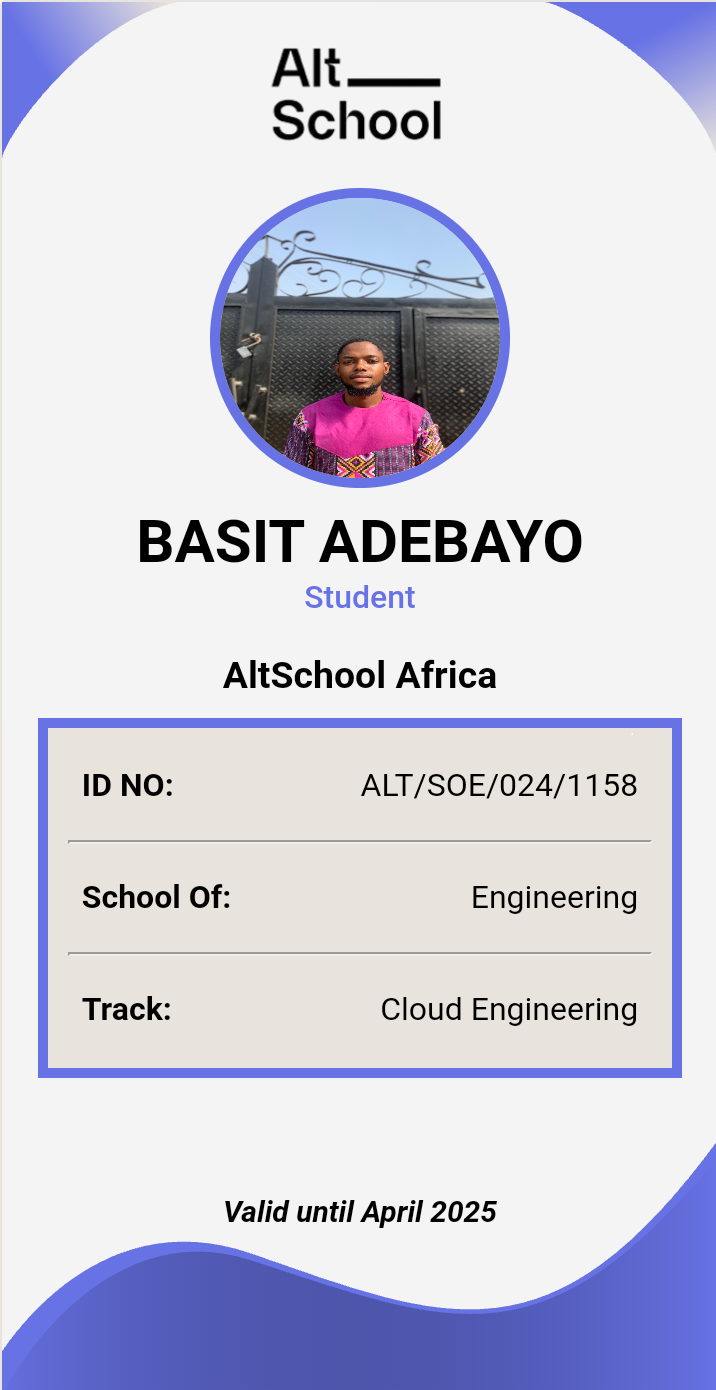 Alt
School
BASIT ADEBAYO
Student
AltSchool Africa
ID NO: ALT/SOE/024/1158
School Of: Engineering
Track: Cloud Engineering
Valid until April 2025